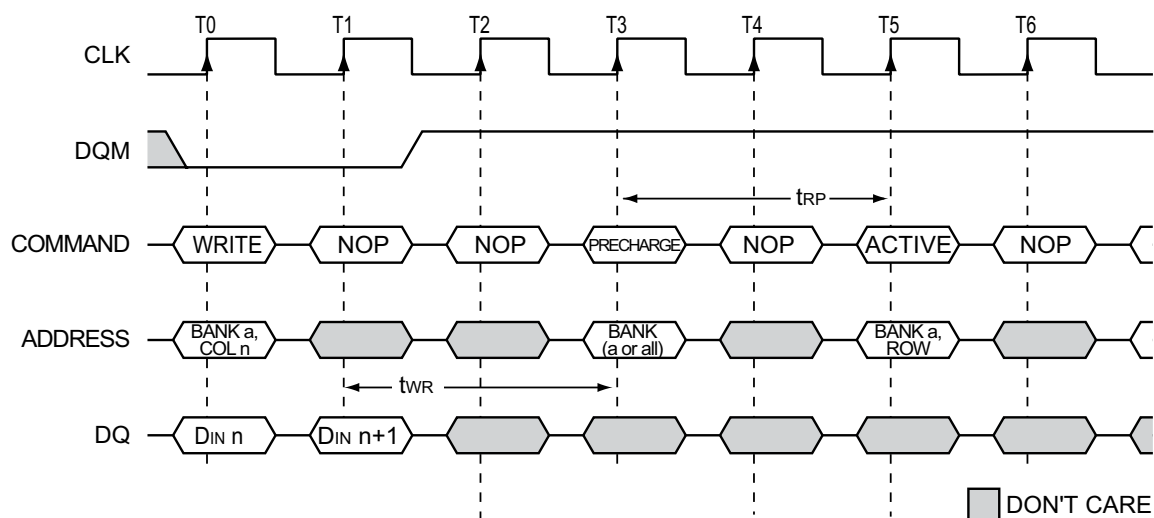 T0 T1 T2 T3 T4 T5 T6
CLK
DQM
tRP
COMMAND WRITE NOP NOP PRECHARGE NOP ACTIVE NOP
ADDRESS BANK a, COL n BANK (a or all) BANK a, ROW
tWR
DQ DIN n DIN n+1
DON'T CARE